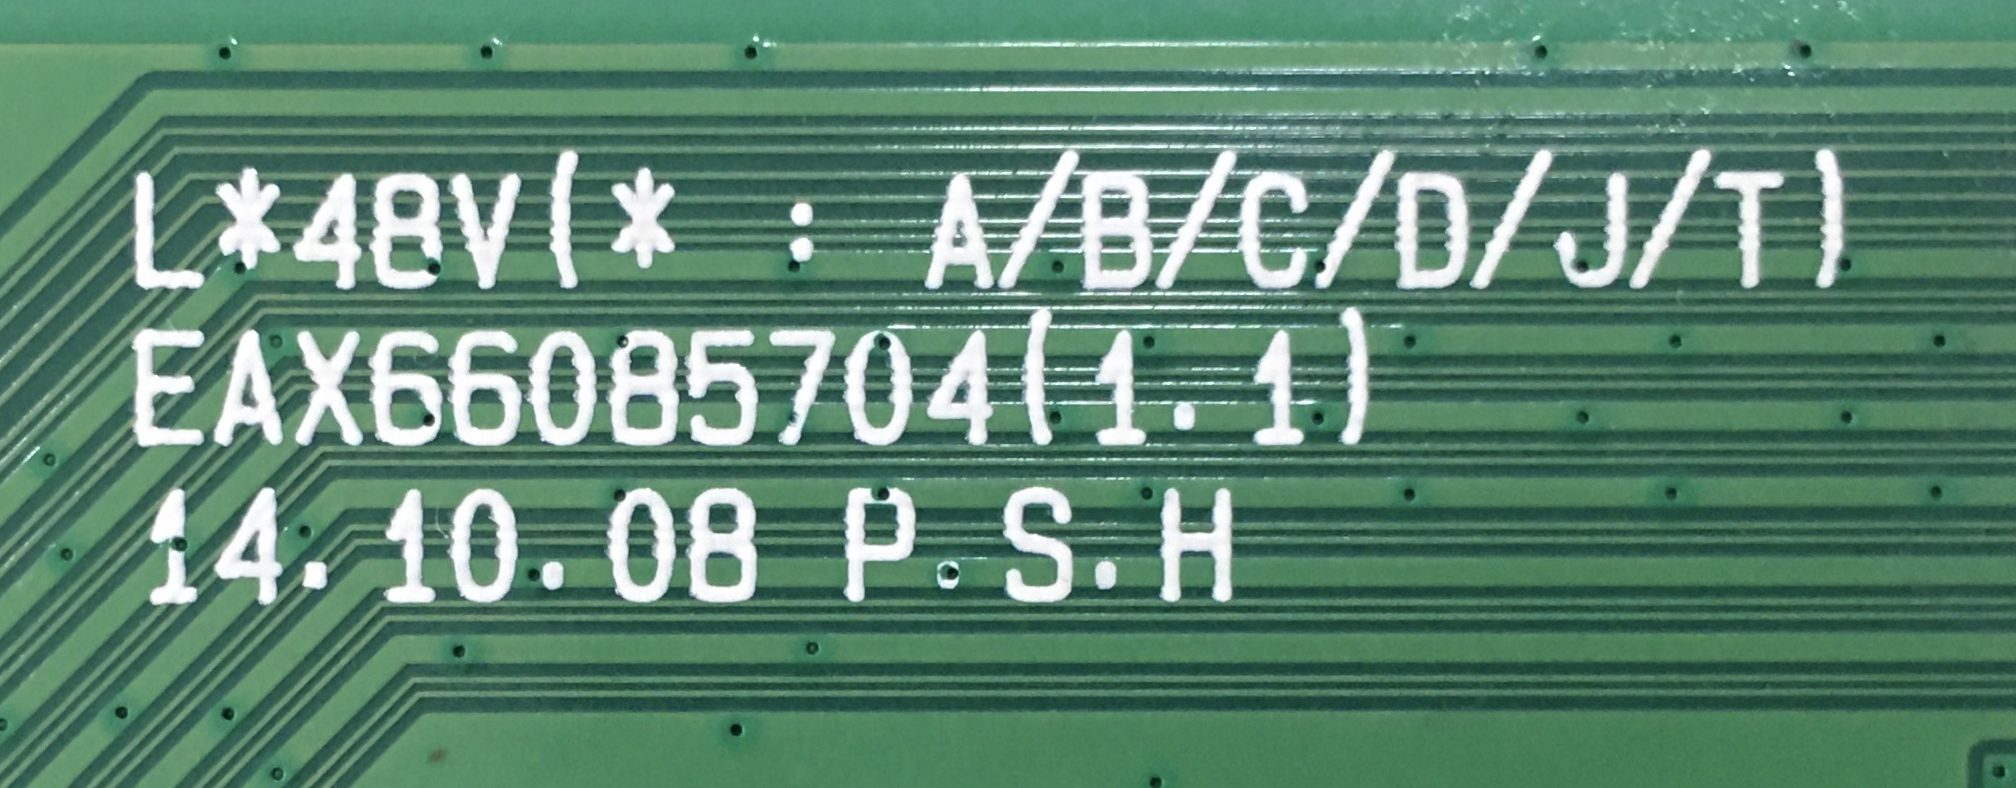 L*48V(* : A/B/C/D/J/T)
EAX66085704(1.1)
14.10.08 P.S.H